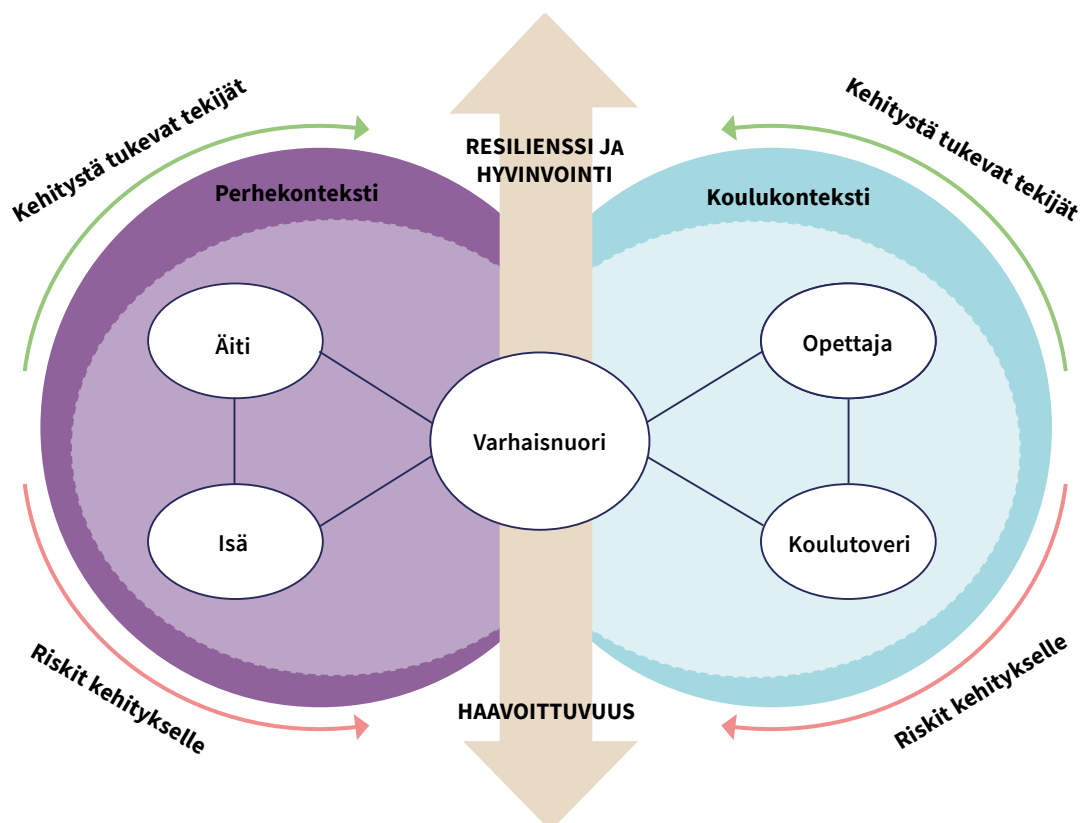 Kehitystä tukevat tekijät
Kehitystä tukevat tekijät
RESILIENSSI JA
HYVINVOINTI
Perhekonteksti
Koulukonteksti
Äiti
Opettaja
Varhaisnuori
Isä
Koulutoveri
Riskit kehitykselle
HAAVOITTUVUUS
Riskit kehitykselle